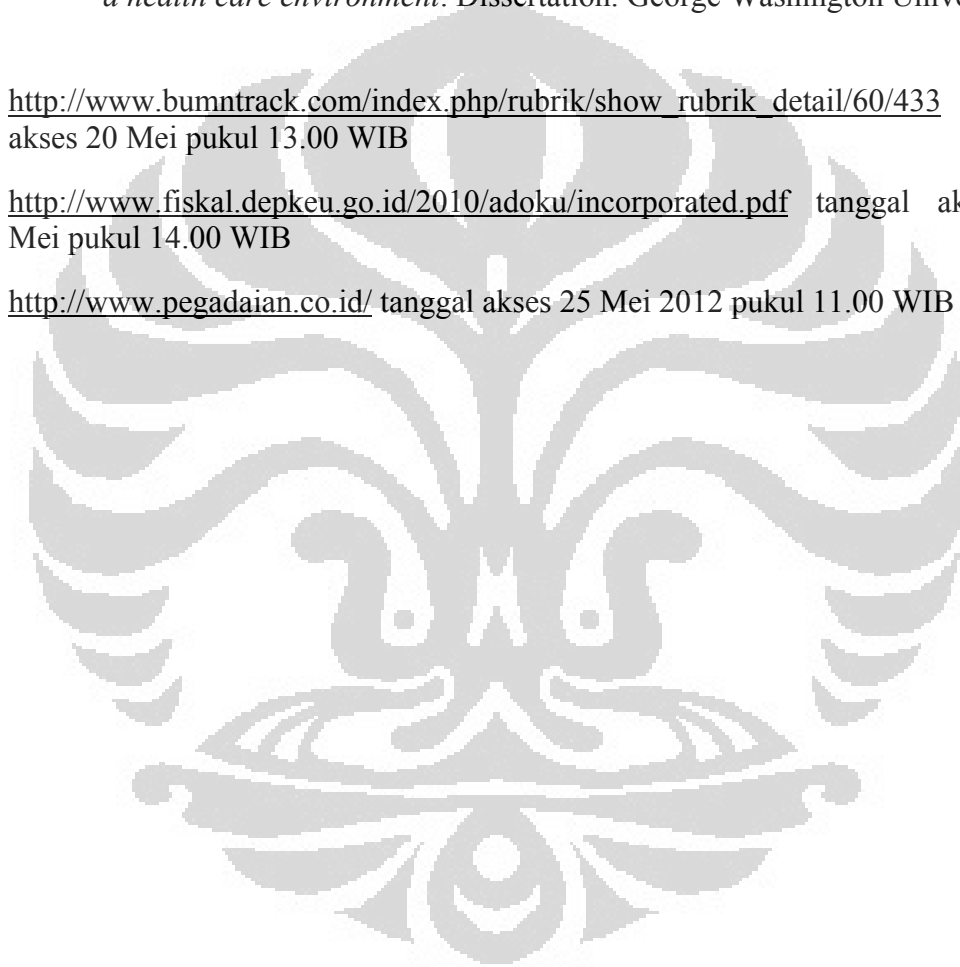 a health care environment. Dissertation. George Washington
http://www.bumntrack.com/index.php/rubrik/show_rubrik_detail/60/433
akses 20 Mei pukul 13.00 WIB
http://www.fiskal.depkeu.go.id/2010/adoku/incorporated.pdf tanggal
Mei pukul 14.00 WIB
http://www.pegadaian.co.id/ tanggal akses 25 Mei 2012 pukul 11.00 WIB